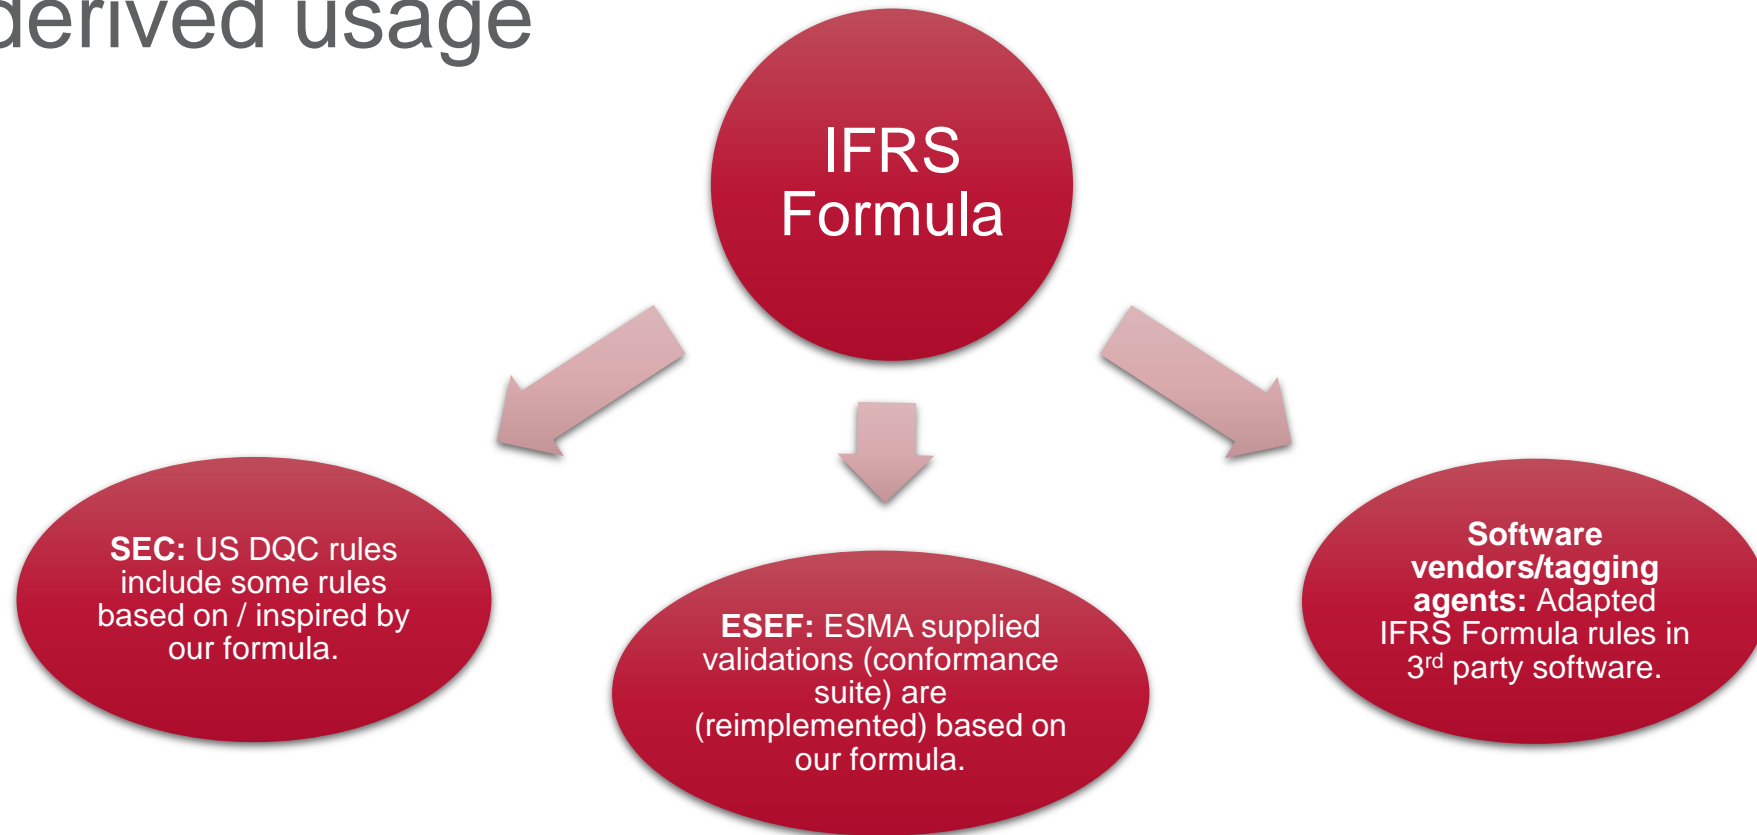 derived usage
IFRS
Formula
SEC: US DQC rules
include some rules
based on / inspired by
our formula.
ESEF: ESMA supplied
validations (conformance
suite) are
(reimplemented) based on
our formula.
Software
vendors/tagging
agents: Adapted
IFRS Formula rules in
3rd party software.